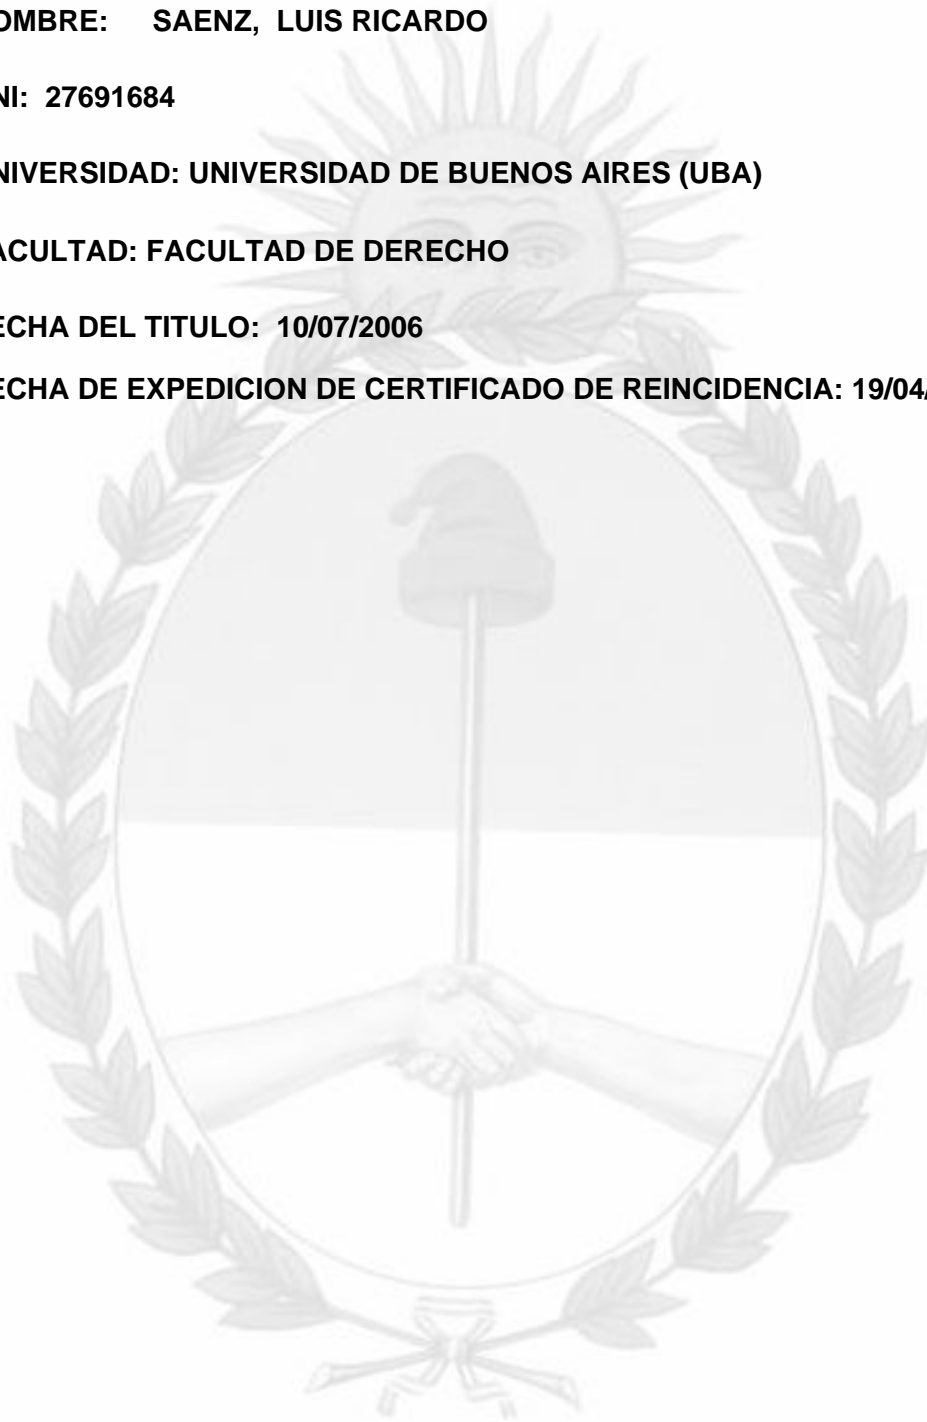 OMBRE: SAENZ, LUIS RICARDO
NI: 27691684
NIVERSIDAD: UNIVERSIDAD DE BUENOS AIRES (UBA)
ACULTAD: FACULTAD DE DERECHO
ECHA DEL TITULO: 10/07/2006
ECHA DE EXPEDICION DE CERTIFICADO DE REINCIDENCIA: 19/04/